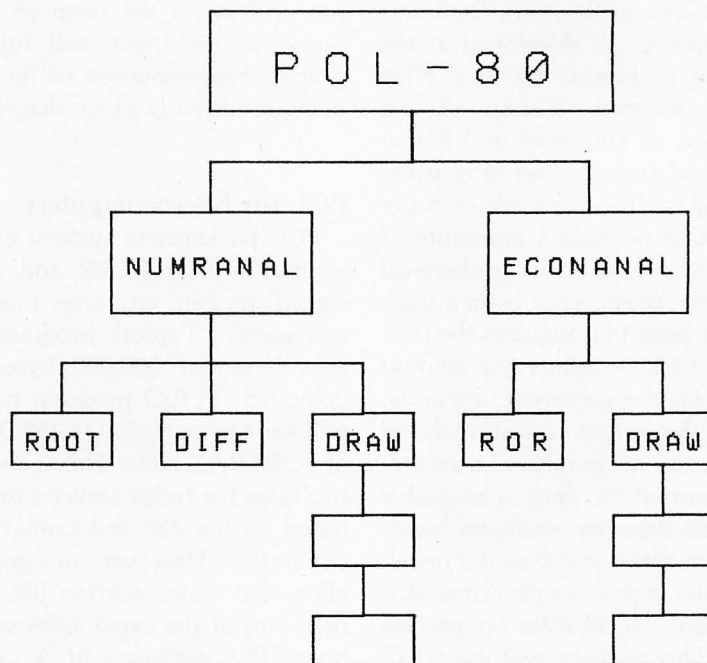 POL-80
NUMRANAL
ECONANAL
ROOT
DIFF
DRAW
ROR
DRAW